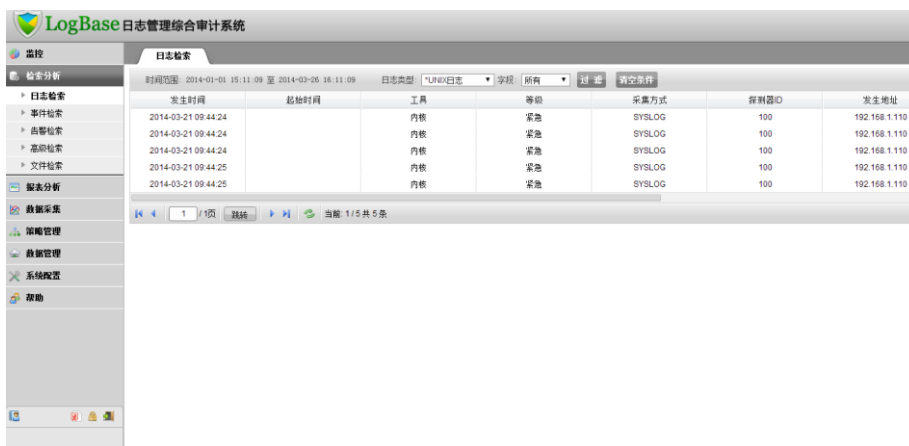 LogBase 日志管理综合审计系统
监控
检索分析
日志检索
事件检索
告警检索
高级检索
文件检索
报表分析
数据采集
策略管理
数据管理
系统配置
帮助
日志检索
时间范围: 2014-01-01 15:11:09 至 2014-03-26 16:11:09 日志类型: *UNIX日志 字段: 所有 过滤 清空条件
发生时间 起始时间 工具 等级 采集方式 探测器ID 发生地址
2014-03-21 09:44:24 内核 紧急 SYSLOG 100 192.168.1.110
2014-03-21 09:44:24 内核 紧急 SYSLOG 100 192.168.1.110
2014-03-21 09:44:24 内核 紧急 SYSLOG 100 192.168.1.110
2014-03-21 09:44:25 内核 紧急 SYSLOG 100 192.168.1.110
2014-03-21 09:44:25 内核 紧急 SYSLOG 100 192.168.1.110
1 /1页 跳转 当前: 1/5 共 5 条